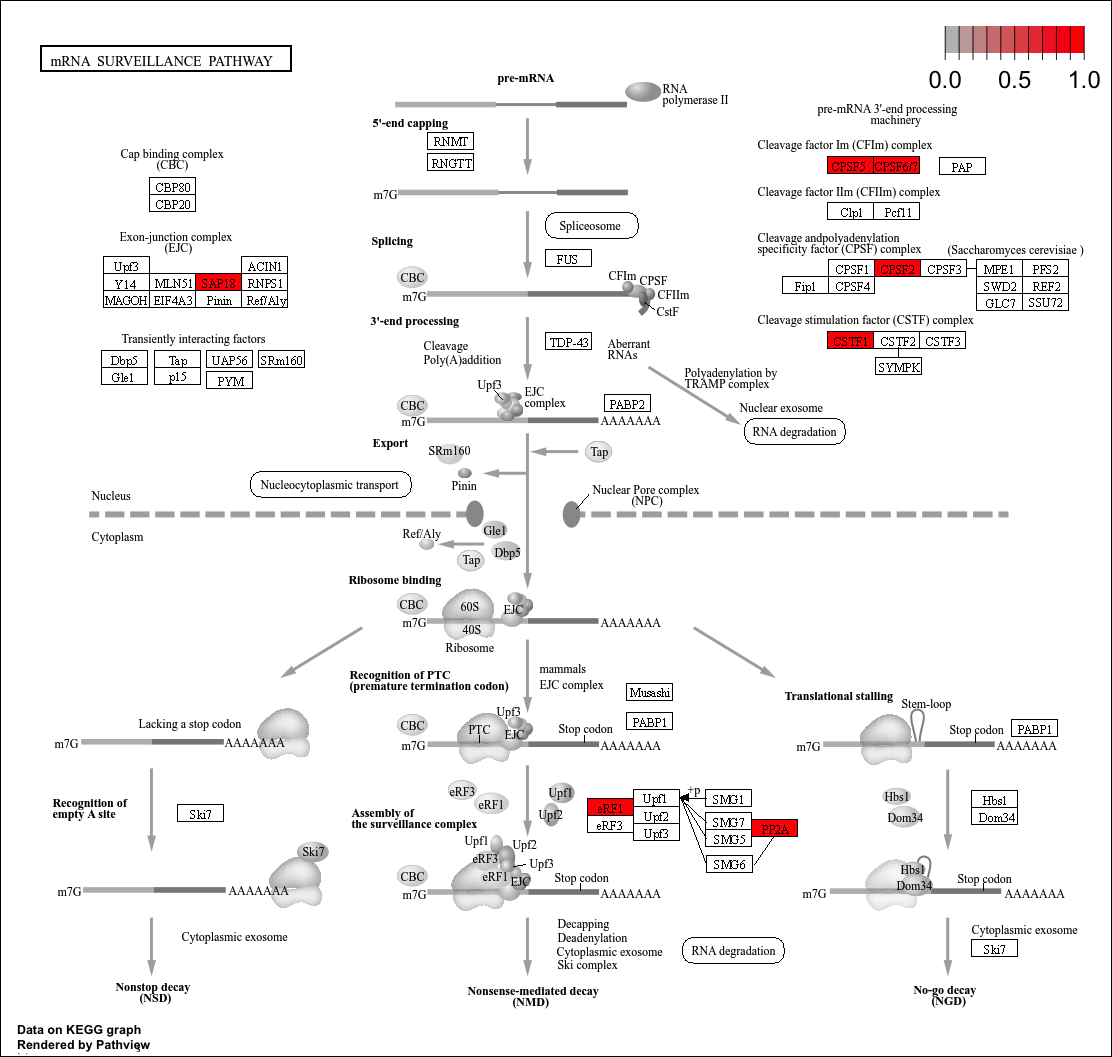 mRNA SURVEILLANCE PATHWAY
0.0 0.5 1.0
pre-mRNA
RNA
polymerase II
5'-end capping
RNMT
RNGTT
m7G
Cap binding complex
(CBC)
CBP80
CBP20
Exon-junction complex
(EJC)
Upf3 ACIN1
Y14 MLN51 SAP18 RNPS1
MAGOH EIF4A3 Pinin Ref/Aly
Transiently interacting factors
Dbp5 Tap UAP56 SRm160
Gle1 p15 PYM
pre-mRNA 3'-end processing
machinery
Cleavage factor Im (CFIm) complex
CPSF5 CPSF6/7 PAP
Cleavage factor IIm (CFIIm) complex
Clp1 Pcf11
Cleavage andpolyadenylation
specificity factor (CPSF) complex
(Saccharomyces cerevisiae )
CPSF1 CPSF2 CPSF3 MPE1 PFS2
Fip1 CPSF4 SWD2 REF2
GLC7 SSU72
Cleavage stimulation factor (CSTF) complex
CSTF1 CSTF2 CSTF3
SYMPK
Spliceosome
Splicing
FUS
CBC
m7G
CFIm CPSF
CFIIm
CstF
3'-end processing
Cleavage
Poly(A)addition
TDP-43
Aberrant
RNAs
Polyadenylation by
TRAMP complex
Nuclear exosome
RNA degradation
Upf3 EJC
complex
CBC
PABP2
m7G AAAAAAA
Export
SRm160 Tap
Pinin
Nucleocytoplasmic transport
Nuclear Pore complex
(NPC)
Nucleus
Cytoplasm
Ref/Aly
Gle1
Dbp5
Tap
Ribosome binding
CBC 60S EJC
m7G 40S AAAAAAA
Ribosome
Recognition of PTC
(premature termination codon)
mammals
EJC complex
Musashi
PABP1
Translational stalling
Stem-loop
Lacking a stop codon
m7G AAAAAAA
CBC PTC Upf3 EJC Stop codon
m7G AAAAAAA
Stop codon PABP1
m7G AAAAAAA
Recognition of
empty A site
Ski7
eRF3
eRF1
Upf1
Upf2
Assembly of
the surveillance complex
eRF1 Upf1 +p SMG1
eRF3 Upf2 SMG7 PP2A
Upf3 SMG5
SMG6
Hbs1
Dom34
Hbs1
Dom34
Ski7
m7G AAAAAAA
Upf1 Upf2
eRF3 Upf3
CBC eRF1 EJC Stop codon
m7G AAAAAAA
Hbs1
Dom34 Stop codon
m7G AAAAAAA
Cytoplasmic exosome
Decapping
Deadenylation
Cytoplasmic exosome
Ski complex
RNA degradation
Cytoplasmic exosome
Ski7
Nonstop decay
(NSD)
Nonsense-mediated decay
(NMD)
No-go decay
(NGD)
Data on KEGG graph
Rendered by Pathview